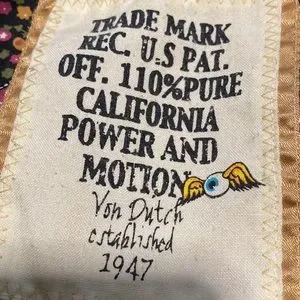 TRADE MARK
REC. U.S PAT.
OFF. 110% PURE
CALIFORNIA
POWER AND
MOTION
Von Dutch
established
1947